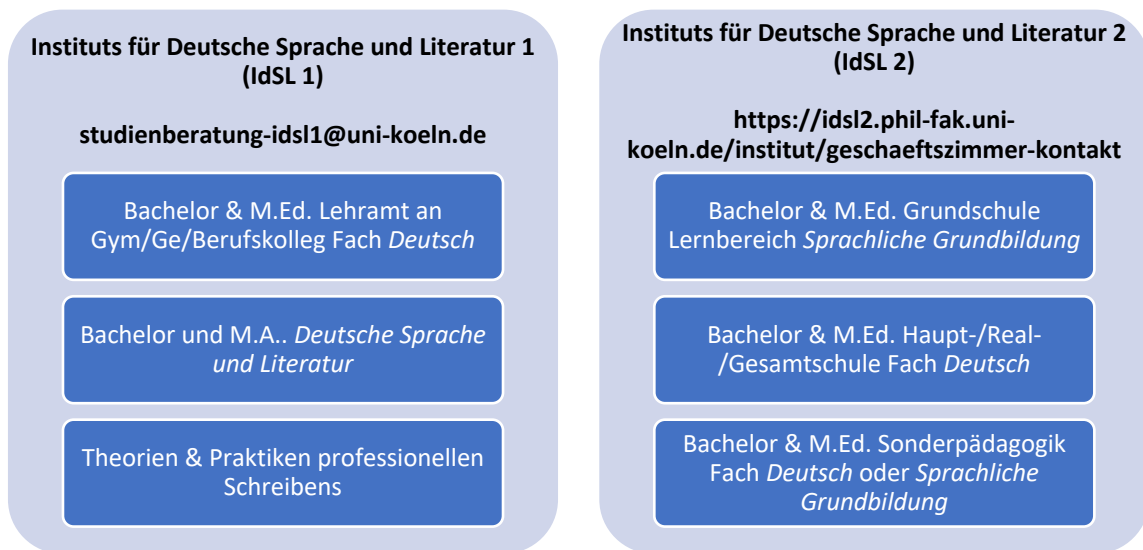 Instituts für Deutsche Sprache und Literatur 1
(IdSL 1)
studienberatung-idsl1@uni-koeln.de
Bachelor & M.Ed. Lehramt an
Gym/Ge/Berufskolleg Fach Deutsch
Bachelor und M.A.. Deutsche Sprache
und Literatur
Theorien & Praktiken professionellen
Schreibens
Instituts für Deutsche Sprache und Literatur 2
(IdSL 2)
https://idsl2.phil-fak.uni-
koeln.de/institut/geschaeftszimmer-kontakt
Bachelor & M.Ed. Grundschule
Lernbereich Sprachliche Grundbildung
Bachelor & M.Ed. Haupt-/Real-
/Gesamtschule Fach Deutsch
Bachelor & M.Ed. Sonderpädagogik
Fach Deutsch oder Sprachliche
Grundbildung